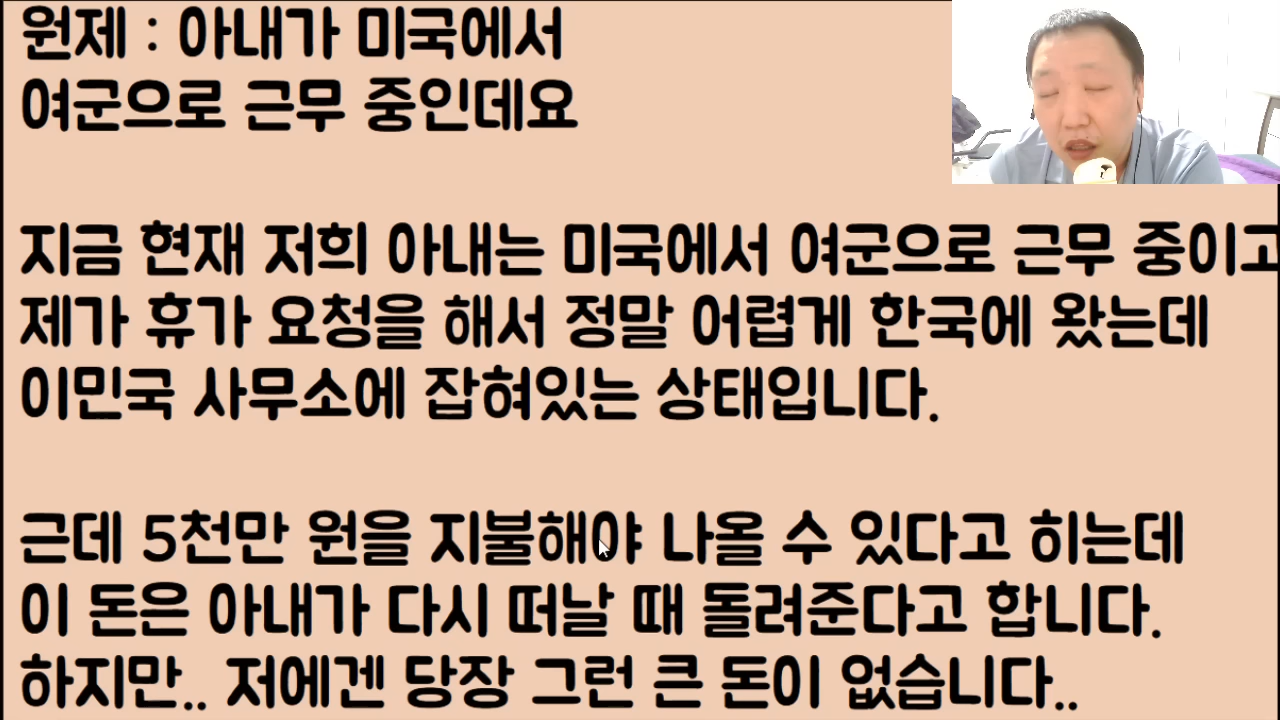 원제 : 아내가 미국에서
여군으로 근무 중인데요
지금 현재 저희 아내는 미국에서 여군으로 근무 중이고
제가 휴가 요청을 해서 정말 어렵게 한국에 왔는데
이민국 사무소에 잡혀있는 상태입니다.
근데 5천만 원을 지불해야 나올 수 있다고 히는데
이 돈은 아내가 다시 떠날 때 돌려준다고 합니다.
하지만.. 저에겐 당장 그런 큰 돈이 없습니다..